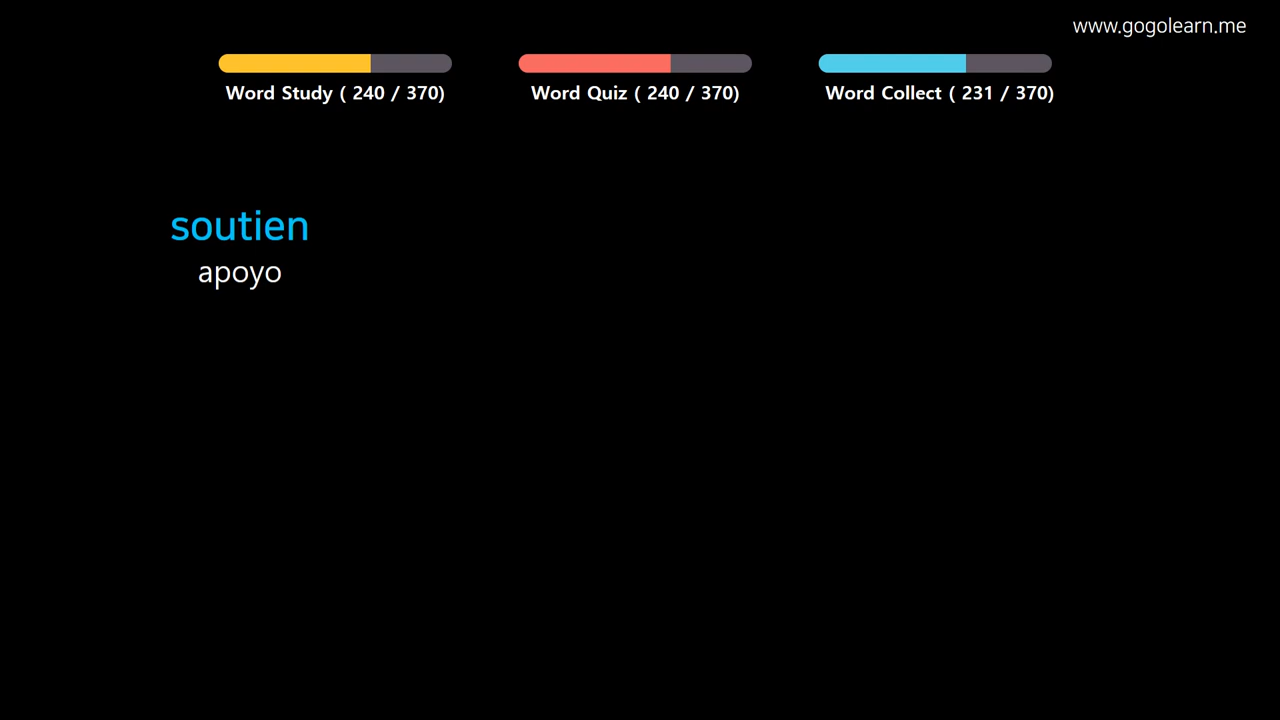 www.gogolearn.me
Word Study ( 240 / 370)
Word Quiz ( 240 / 370)
Word Collect ( 231 / 370)
soutien
apoyo